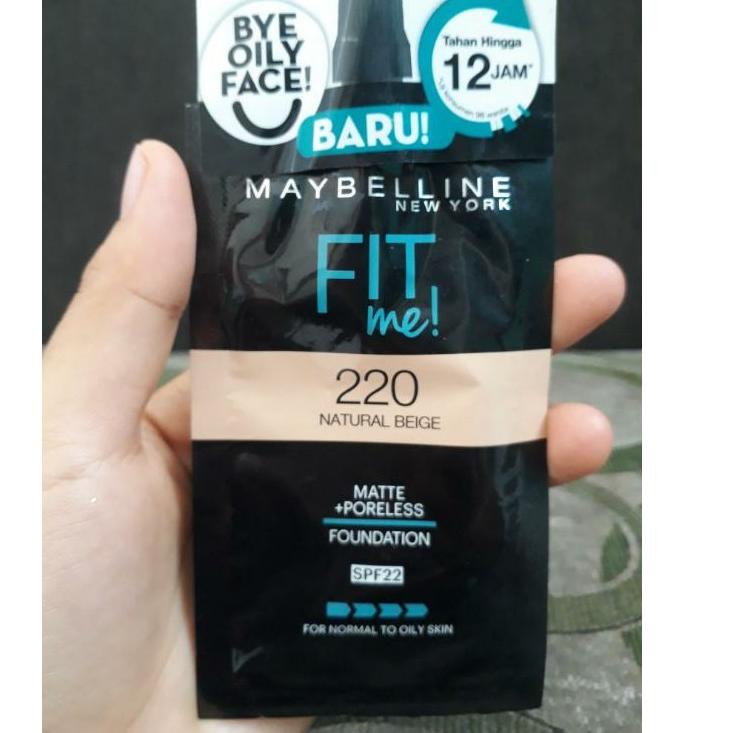 BYE
OILY
FACE!
Tahan Hingga
12JAM*
BARU!
MAYBELLINE
NEW YORK
FIT
me!
220
NATURAL BEIGE
MATTE
+PORELESS
FOUNDATION
SPF22
FOR NORMAL TO OILY SKIN